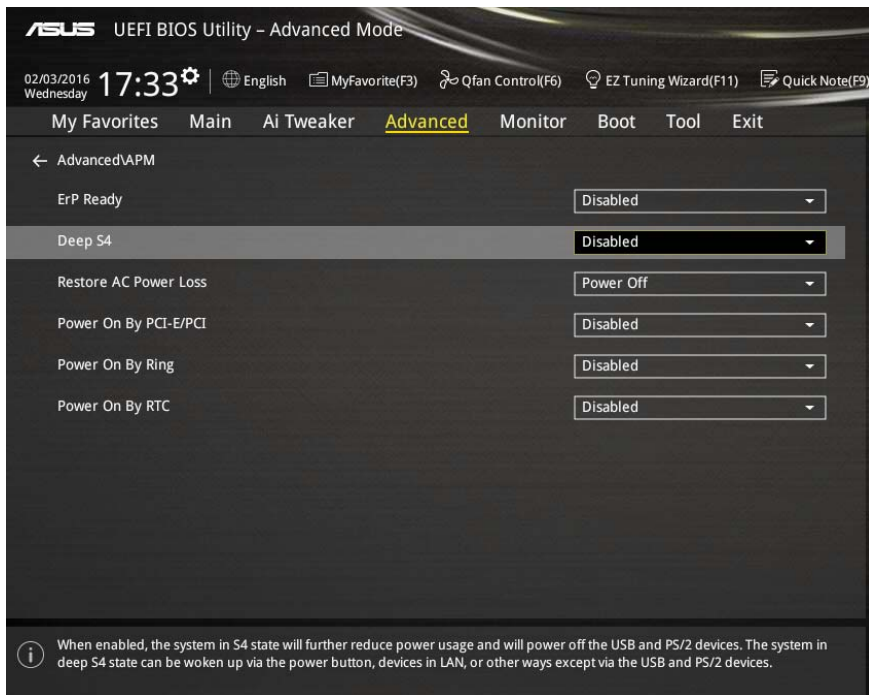 ASUS UEFI BIOS Utility – Advanced Mode
02/03/2016 Wednesday 17:33 English MyFavorite(F3) Qfan Control(F6) EZ Tuning Wizard(F11) Quick Note(F9)
My Favorites Main Ai Tweaker Advanced Monitor Boot Tool Exit
← Advanced\APM
ErP Ready Disabled
Deep S4 Disabled
Restore AC Power Loss Power Off
Power On By PCI-E/PCI Disabled
Power On By Ring Disabled
Power On By RTC Disabled
When enabled, the system in S4 state will further reduce power usage and will power off the USB and PS/2 devices. The system in
deep S4 state can be woken up via the power button, devices in LAN, or other ways except via the USB and PS/2 devices.